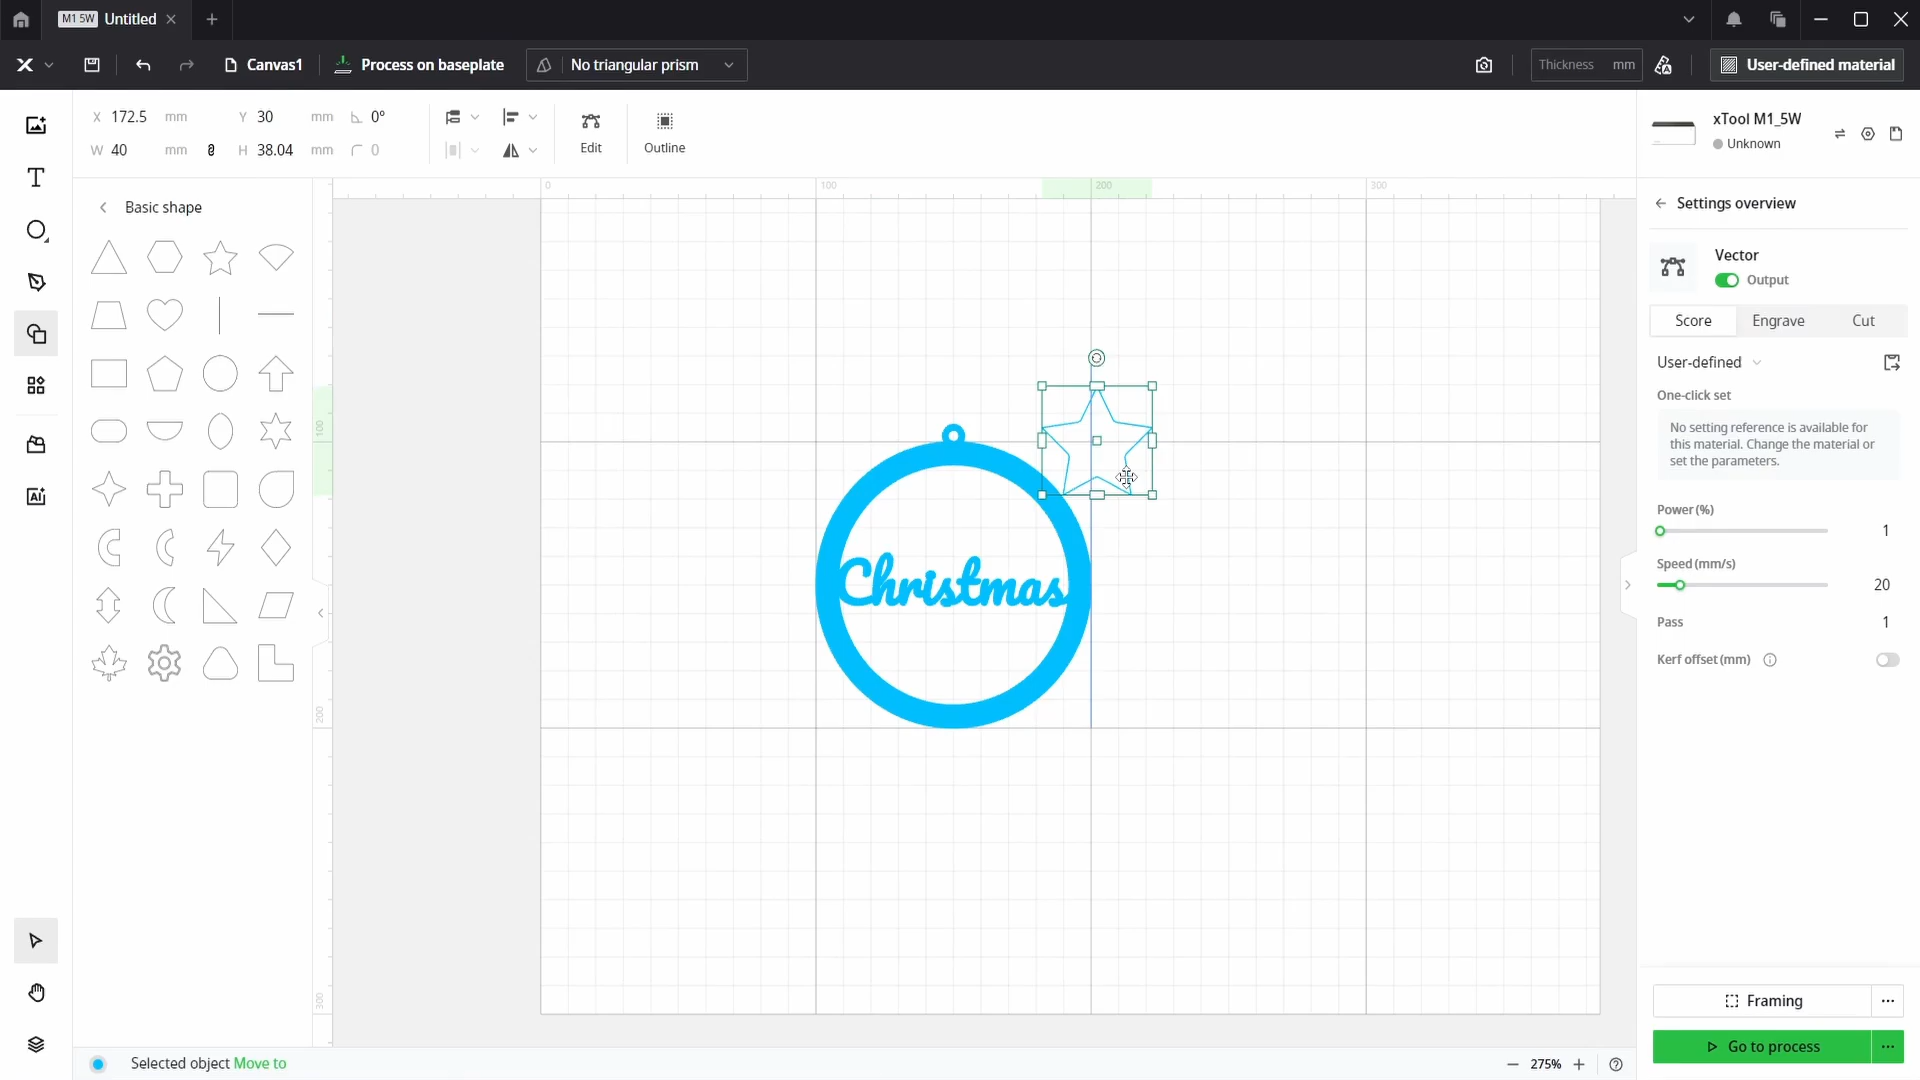 M1 5W Untitled
Canvas1 Process on baseplate No triangular prism Thickness mm User-defined material
X 172.5 mm Y 30 mm 0°
W 40 mm H 38.04 mm 0
Edit
Outline
xTool M1_5W
Unknown
Basic shape
0 100 200 300
100
200
300
Christmas
Settings overview
Vector
Output
Score Engrave Cut
User-defined
One-click set
No setting reference is available for
this material. Change the material or
set the parameters.
Power (%) 1
Speed (mm/s) 20
Pass 1
Kerf offset (mm)
AI
Framing
Go to process
Selected object Move to
275%